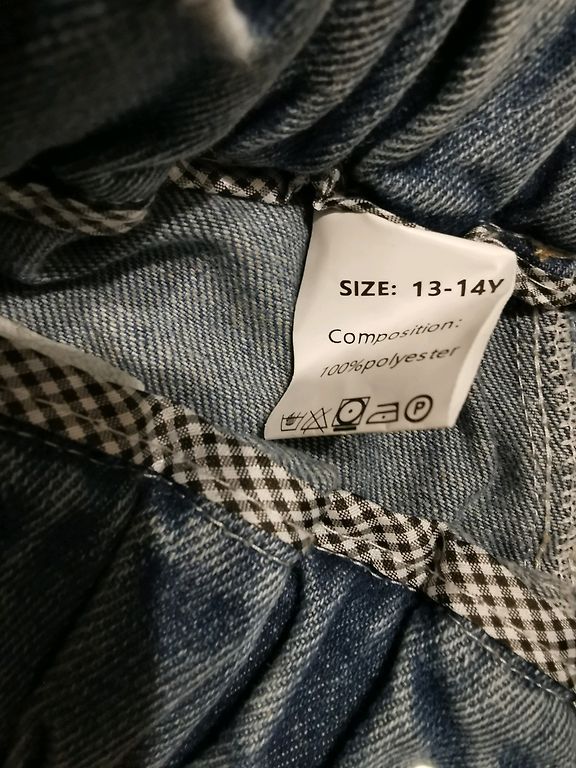 SIZE: 13-14Y
Composition:
100%polyester
P